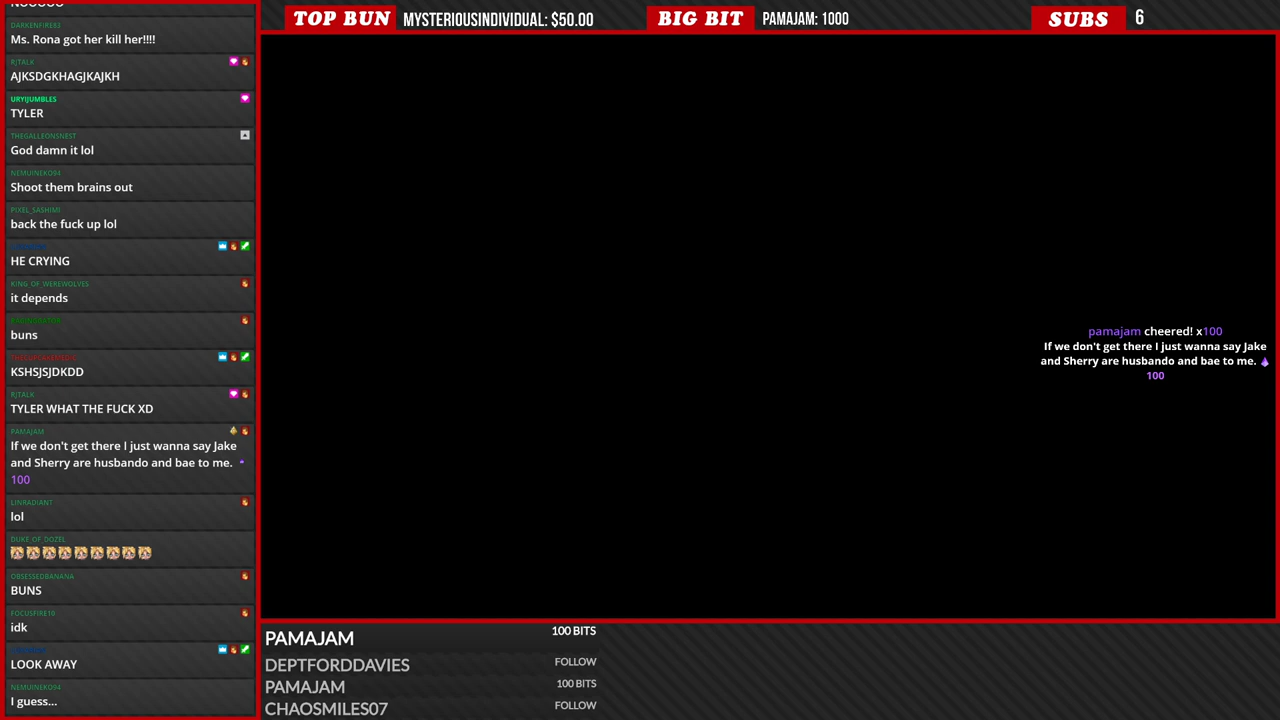 TOP BUN MYSTERIOUSINDIVIDUAL: $50.00 BIG BIT PAMAJAM: 1000 SUBS 6
DARKENFIRE83
Ms. Rona got her kill her!!!!
RJTALK
AJKSDGKHAGJKAJKH
URYIJUMBLES
TYLER
THEGALLEONSNEST
God damn it lol
NEMUINEKO94
Shoot them brains out
PIXEL_SASHIMI
back the fuck up lol
HE CRYING
KING_OF_WEREWOLVES
it depends
buns
KSHSJSJDKDD
RJTALK
TYLER WHAT THE FUCK XD
PAMAJAM
If we don't get there I just wanna say Jake
and Sherry are husbando and bae to me.
100
LINRADIANT
lol
DUKE_OF_DOZEL
OBSESSEDBANANA
BUNS
FOCUSFIRE10
idk
LOOK AWAY
NEMUINEKO94
I guess...
pamajam cheered! x100
If we don't get there I just wanna say Jake
and Sherry are husbando and bae to me.
100
PAMAJAM 100 BITS
DEPTFORDDAVIES FOLLOW
PAMAJAM 100 BITS
CHAOSMILES07 FOLLOW